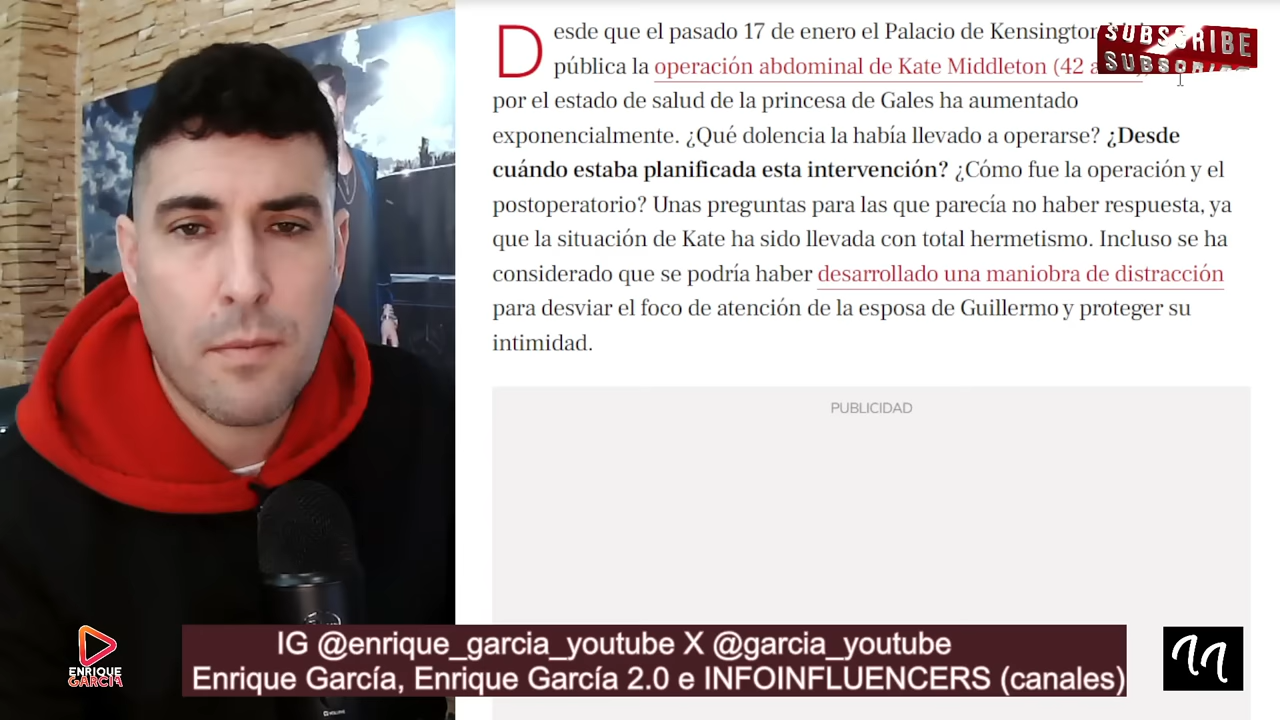 Desde que el pasado 17 de enero el Palacio de Kensington
pública la operación abdominal de Kate Middleton (42
por el estado de salud de la princesa de Gales ha aumentado
exponencialmente. ¿Qué dolencia la había llevado a operarse? ¿Desde
cuándo estaba planificada esta intervención? ¿Cómo fue la operación y el
postoperatorio? Unas preguntas para las que parecía no haber respuesta, ya
que la situación de Kate ha sido llevada con total hermetismo. Incluso se ha
considerado que se podría haber desarrollado una maniobra de distracción
para desviar el foco de atención de la esposa de Guillermo y proteger su
intimidad.
SUBSCRIBE
SUBSCRIBE
PUBLICIDAD
IG @enrique_garcia_youtube X @garcia_youtube
Enrique García, Enrique García 2.0 e INFOINFLUENCERS (canales)
ENRIQUE
GARCÍA